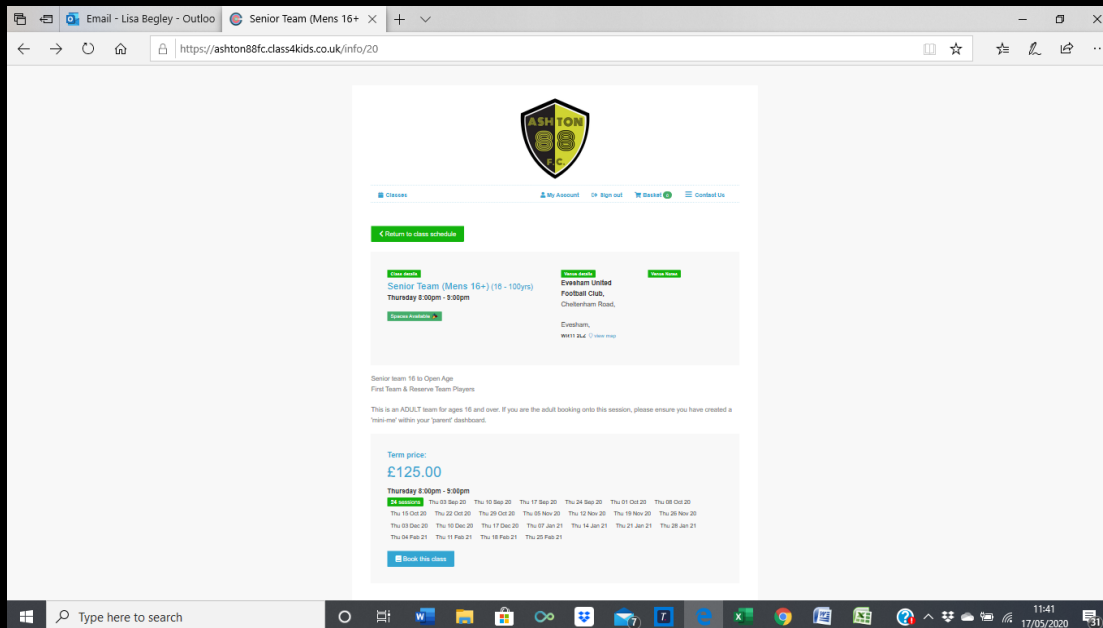 Email - Lisa Begley - Outloo
Senior Team (Mens 16+
https://ashton88fc.class4kids.co.uk/info/20
ASHTON
88
F.C.
Classes
My Account
Sign out
Basket
Contact Us
Return to class schedule
Class details
Senior Team (Mens 16+) (16 - 100yrs)
Thursday 8:00pm - 9:00pm
Spaces Available
Venue details
Evesham United
Football Club,
Cheltenham Road,
Evesham,
view map
Venue Notes
Senior team 16 to Open Age
First Team & Reserve Team Players
This is an ADULT team for ages 16 and over. If you are the adult booking onto this session, please ensure you have created a
'mini-me' within your 'parent' dashboard.
Term price:
£125.00
Thursday 8:00pm - 9:00pm
24 sessions Thu 03 Sep 20 Thu 10 Sep 20 Thu 17 Sep 20 Thu 24 Sep 20 Thu 01 Oct 20 Thu 08 Oct 20
Thu 15 Oct 20 Thu 22 Oct 20 Thu 29 Oct 20 Thu 05 Nov 20 Thu 12 Nov 20 Thu 19 Nov 20 Thu 26 Nov 20
Thu 03 Dec 20 Thu 10 Dec 20 Thu 17 Dec 20 Thu 07 Jan 21 Thu 14 Jan 21 Thu 21 Jan 21 Thu 28 Jan 21
Thu 04 Feb 21 Thu 11 Feb 21 Thu 18 Feb 21 Thu 25 Feb 21
Book this class
Type here to search
11:41
17/05/2020